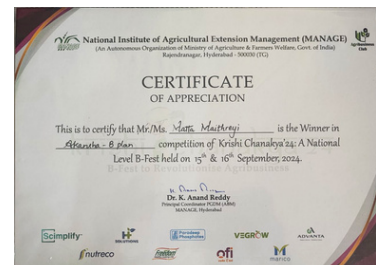 National Institute of Agricultural Extension Management (MANAGE)
(An Autonomous Organization of Ministry of Agriculture & Farmers Welfare, Govt. of India)
Rajendranagar, Hyderabad - 500030 (TG)
Agribusiness
Club
CERTIFICATE
OF APPRECIATION
This is to certify that Mr./Ms. Matta Maithreyi is the Winner in
B plan competition of Krishi Chanakya'24: A National
Level B-Fest held on 15th & 16th September, 2024.
B-Fest to Revolutionise Agribusiness
Dr. K. Anand Reddy
Principal Coordinator PGDM (ABM)
MANAGE, Hyderabad
Scimplify
SOLUTIONS
Paradeep
Phosphates
VEGROW
ADVANTA
nutreco
ofi
marico